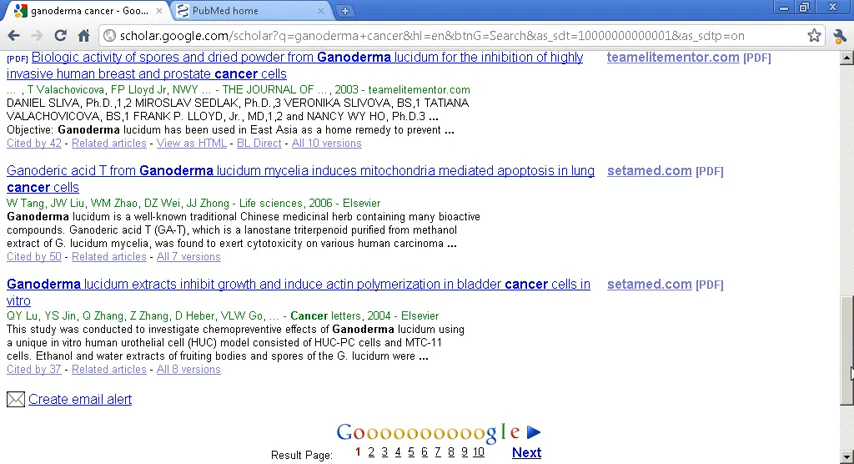 ganoderma cancer - Goo...
PubMed home
scholar.google.com/scholar?q=ganoderma+cancer&hl=en&btnG=Search&as_sdt=10000000000001&as_sdtp=on
[PDF] Biologic activity of spores and dried powder from Ganoderma lucidum for the inhibition of highly
teamelitementor.com [PDF]
invasive human breast and prostate cancer cells
... , T Valachovicova, FP Lloyd Jr, NWY ... - THE JOURNAL OF ..., 2003 - teamelitementor.com
DANIEL SLIVA, Ph.D.,1,2 MIROSLAV SEDLAK, Ph.D.,3 VERONIKA SLIVOVA, BS,1 TATIANA
VALACHOVICOVA, BS,1 FRANK P. LLOYD, Jr., MD,1,2 and NANCY WY HO, Ph.D.3 ...
Objective: Ganoderma lucidum has been used in East Asia as a home remedy to prevent ...
Cited by 42 - Related articles - View as HTML - BL Direct - All 10 versions
Ganoderic acid T from Ganoderma lucidum mycelia induces mitochondria mediated apoptosis in lung
setamed.com [PDF]
cancer cells
W Tang, JW Liu, WM Zhao, DZ Wei, JJ Zhong - Life sciences, 2006 - Elsevier
Ganoderma lucidum is a well-known traditional Chinese medicinal herb containing many bioactive
compounds. Ganoderic acid T (GA-T), which is a lanostane triterpenoid purified from methanol
extract of G. lucidum mycelia, was found to exert cytotoxicity on various human carcinoma ...
Cited by 50 - Related articles - All 7 versions
Ganoderma lucidum extracts inhibit growth and induce actin polymerization in bladder cancer cells in
setamed.com [PDF]
vitro
QY Lu, YS Jin, Q Zhang, Z Zhang, D Heber, VLW Go, ... - Cancer letters, 2004 - Elsevier
This study was conducted to investigate chemopreventive effects of Ganoderma lucidum using
a unique in vitro human urothelial cell (HUC) model consisted of HUC-PC cells and MTC-11
cells. Ethanol and water extracts of fruiting bodies and spores of the G. lucidum were ...
Cited by 37 - Related articles - All 8 versions
Create email alert
Goooooooooogle
Result Page: 1 2 3 4 5 6 7 8 9 10 Next